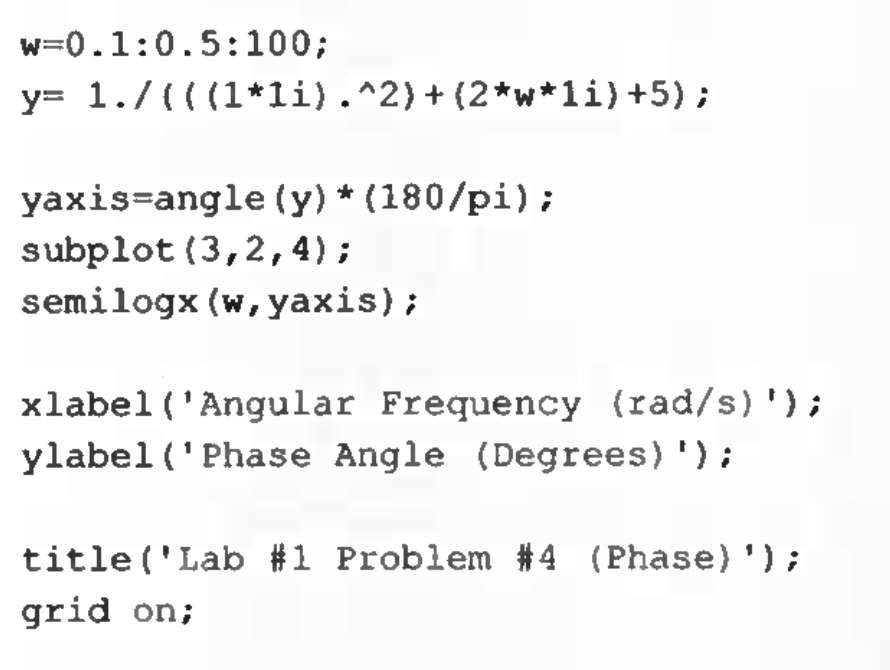 w=0.1:0.5:100;
y= 1./(((1*1i).^2)+(2*w*1i)+5);
yaxis=angle(y)*(180/pi);
subplot(3,2,4);
semilogx(w,yaxis);
xlabel('Angular Frequency (rad/s)');
ylabel('Phase Angle (Degrees)');
title('Lab #1 Problem #4 (Phase)');
grid on;